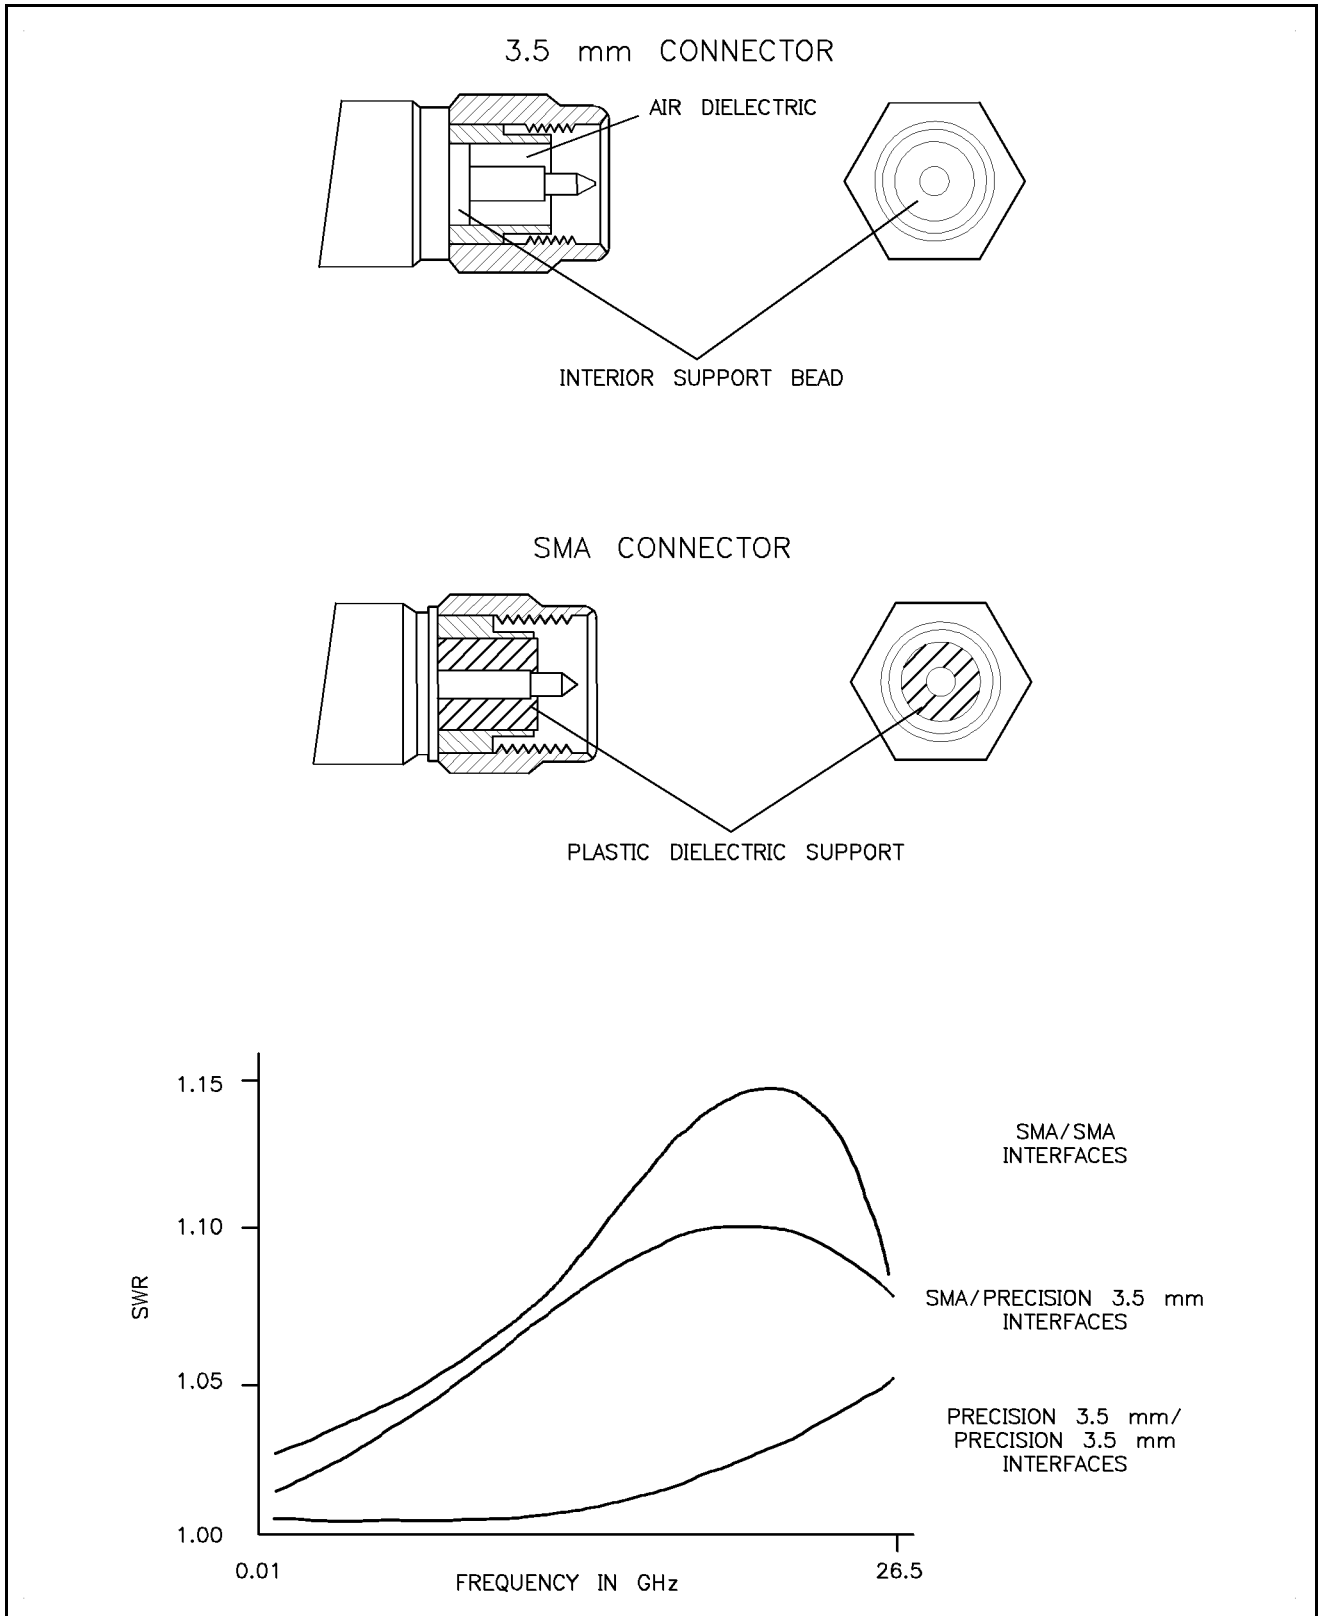 3.5 mm CONNECTOR
AIR DIELECTRIC
INTERIOR SUPPORT BEAD
SMA CONNECTOR
PLASTIC DIELECTRIC SUPPORT
1.15
1.10
1.05
1.00
SWR
0.01
26.5
FREQUENCY IN GHz
SMA/SMA
INTERFACES
SMA/PRECISION 3.5 mm
INTERFACES
PRECISION 3.5 mm/
PRECISION 3.5 mm
INTERFACES